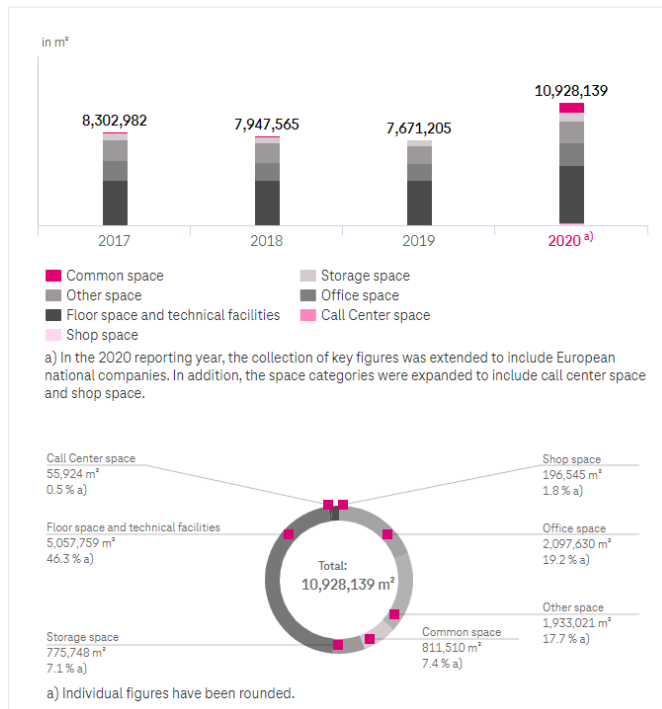 in m²
8,302,982
7,947,565
7,671,205
10,928,139
2017
2018
2019
2020 a)
Common space
Storage space
Other space
Office space
Floor space and technical facilities
Call Center space
Shop space
a) In the 2020 reporting year, the collection of key figures was extended to include European
national companies. In addition, the space categories were expanded to include call center space
and shop space.
Call Center space
55,924 m²
0.5 % a)
Shop space
196,545 m²
1.8 % a)
Floor space and technical facilities
5,057,759 m²
46.3 % a)
Office space
2,097,630 m²
19.2 % a)
Total:
10,928,139 m²
Other space
1,933,021 m²
17.7 % a)
Storage space
775,748 m²
7.1 % a)
Common space
811,510 m²
7.4 % a)
a) Individual figures have been rounded.